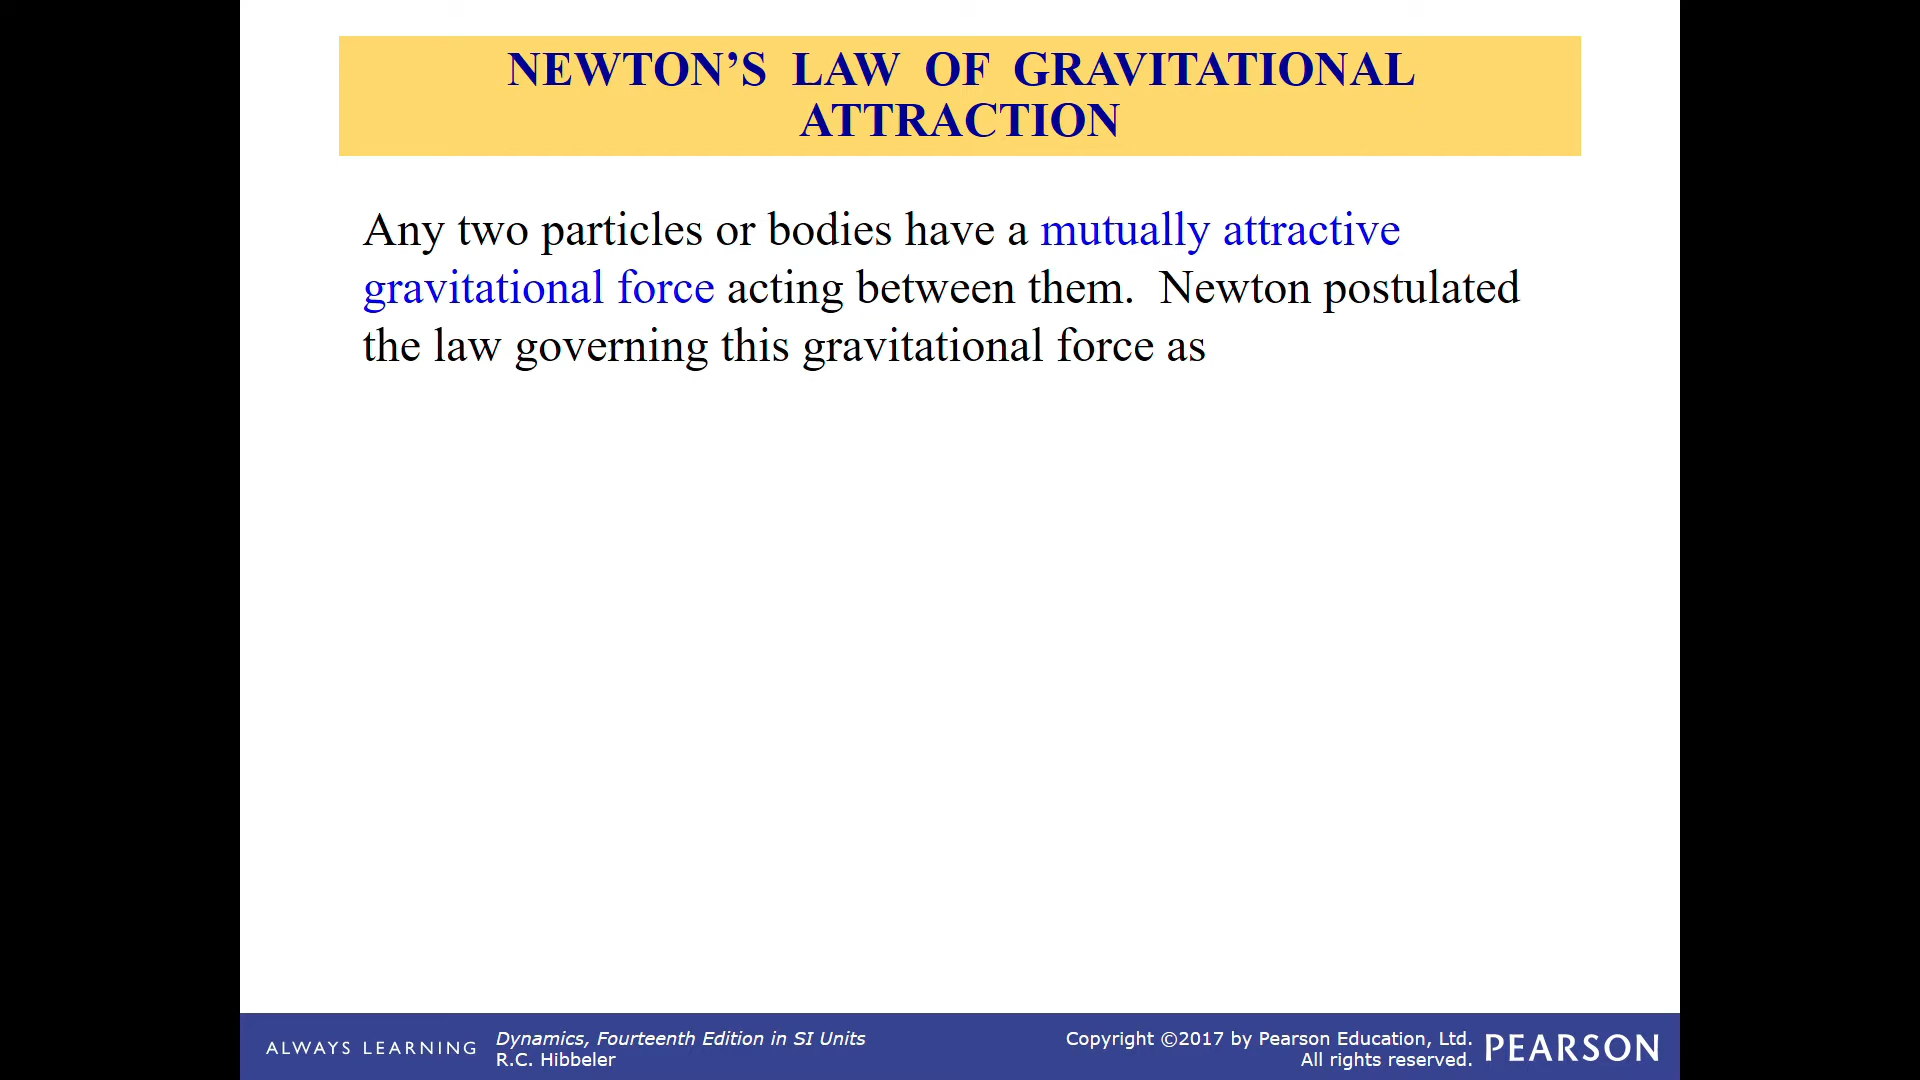 NEWTON’S LAW OF GRAVITATIONAL
ATTRACTION
Any two particles or bodies have a mutually attractive
gravitational force acting between them. Newton postulated
the law governing this gravitational force as
ALWAYS LEARNING
Dynamics, Fourteenth Edition in SI Units
R.C. Hibbeler
Copyright ©2017 by Pearson Education, Ltd.
All rights reserved.
PEARSON